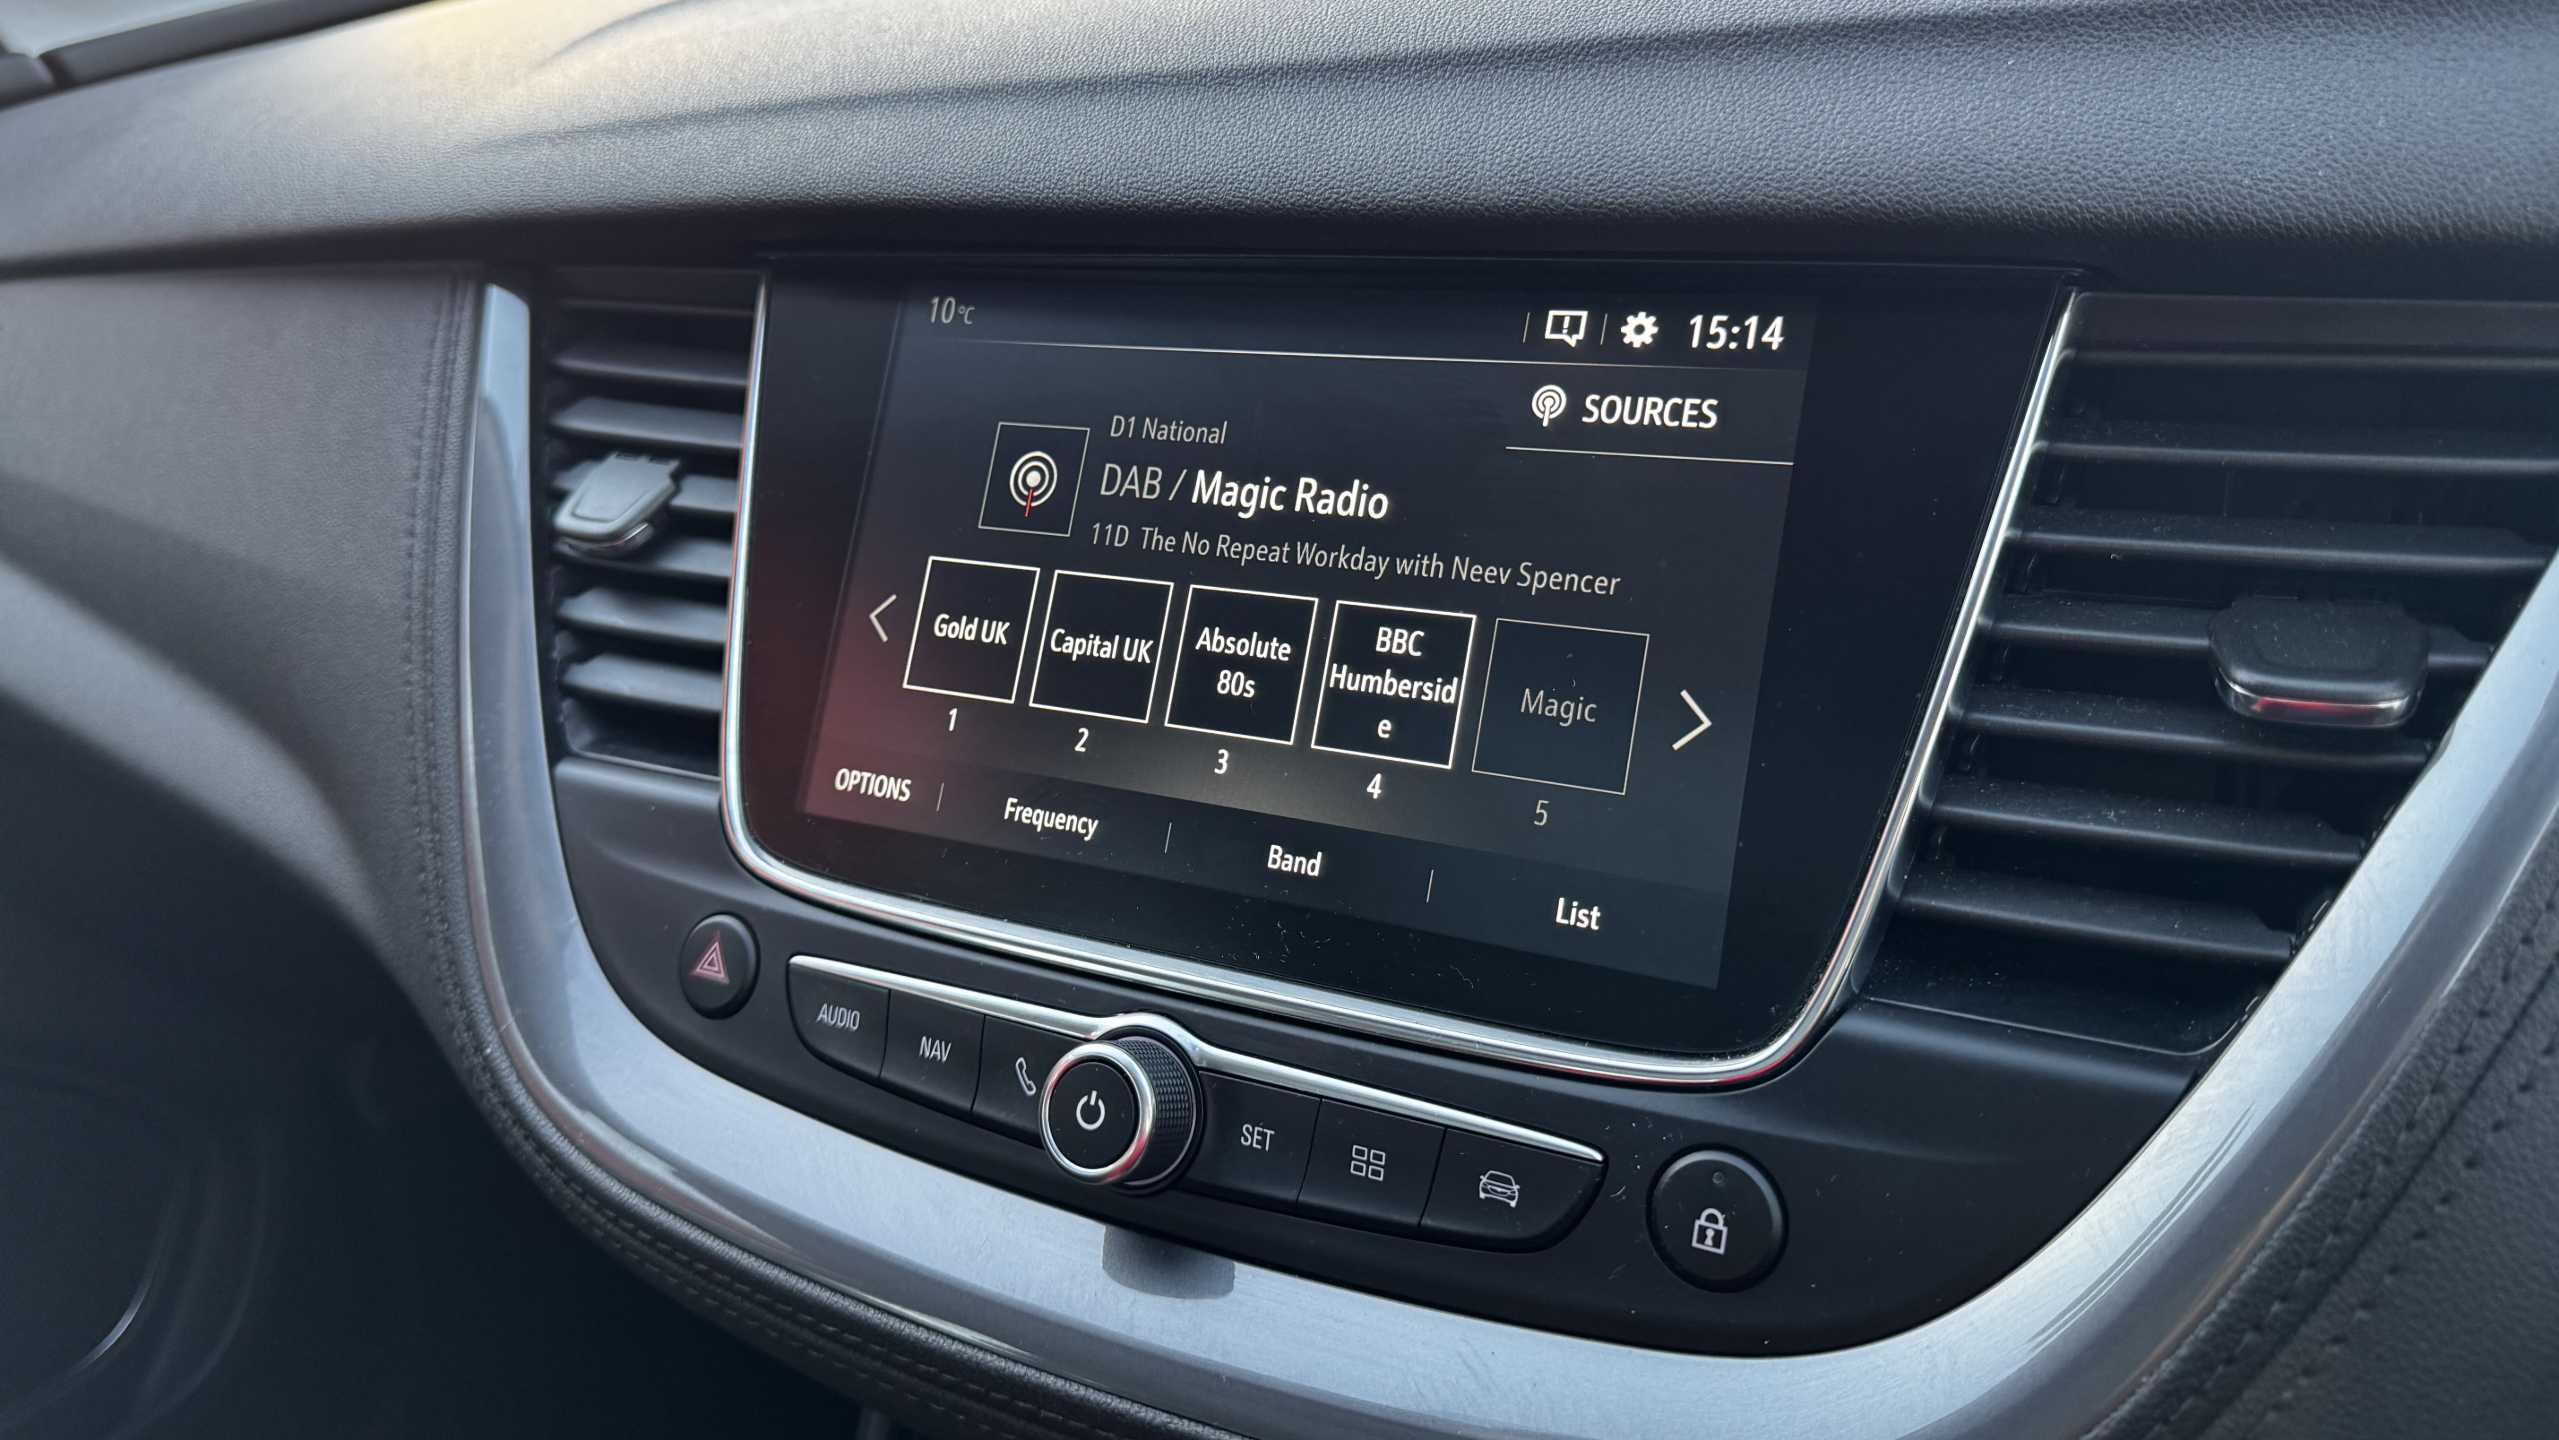 10°C
15:14
SOURCES
D1 National
DAB / Magic Radio
11D The No Repeat Workday with Neev Spencer
Gold UK
Capital UK
Absolute
80s
BBC
Humbersid
e
Magic
1
2
3
4
5
OPTIONS
Frequency
Band
List
AUDIO
NAV
SET